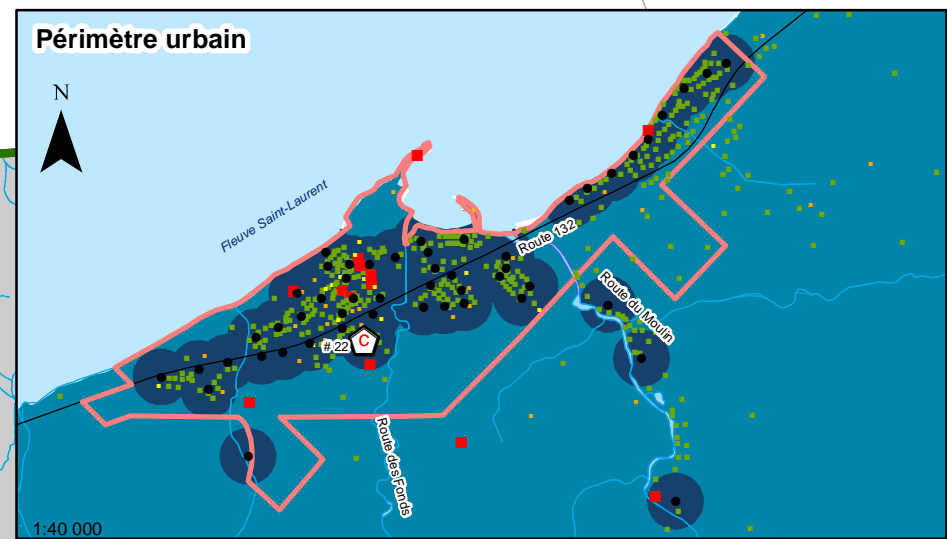 Périmètre urbain
N
Fleuve Saint-Laurent
Route 132
Route du Moulin
# 22
C
Route des Fonds
1:40 000